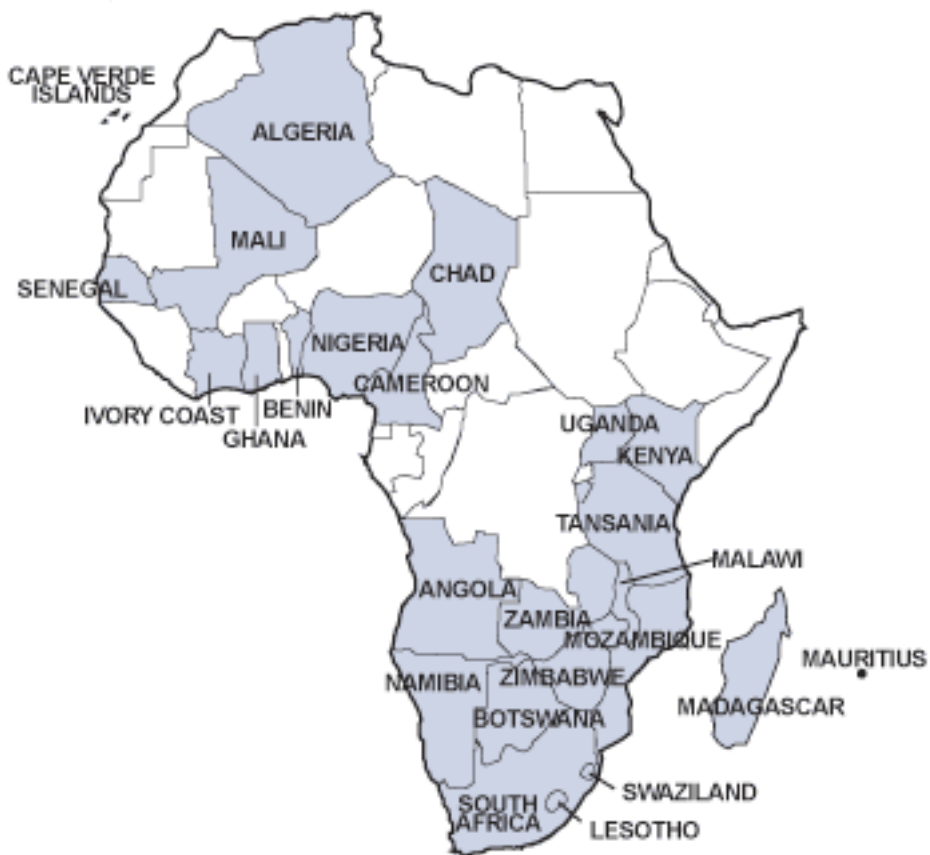 CAPE VERDE
ISLANDS
ALGERIA
MALI
CHAD
SENEGAL
NIGERIA
CAMEROON
IVORY COAST
BENIN
GHANA
UGANDA
KENYA
TANSANIA
MALAWI
ANGOLA
ZAMBIA
MOZAMBIQUE
MAURITIUS
NAMIBIA
ZIMBABWE
MADAGASCAR
BOTSWANA
SWAZILAND
SOUTH
AFRICA
LESOTHO